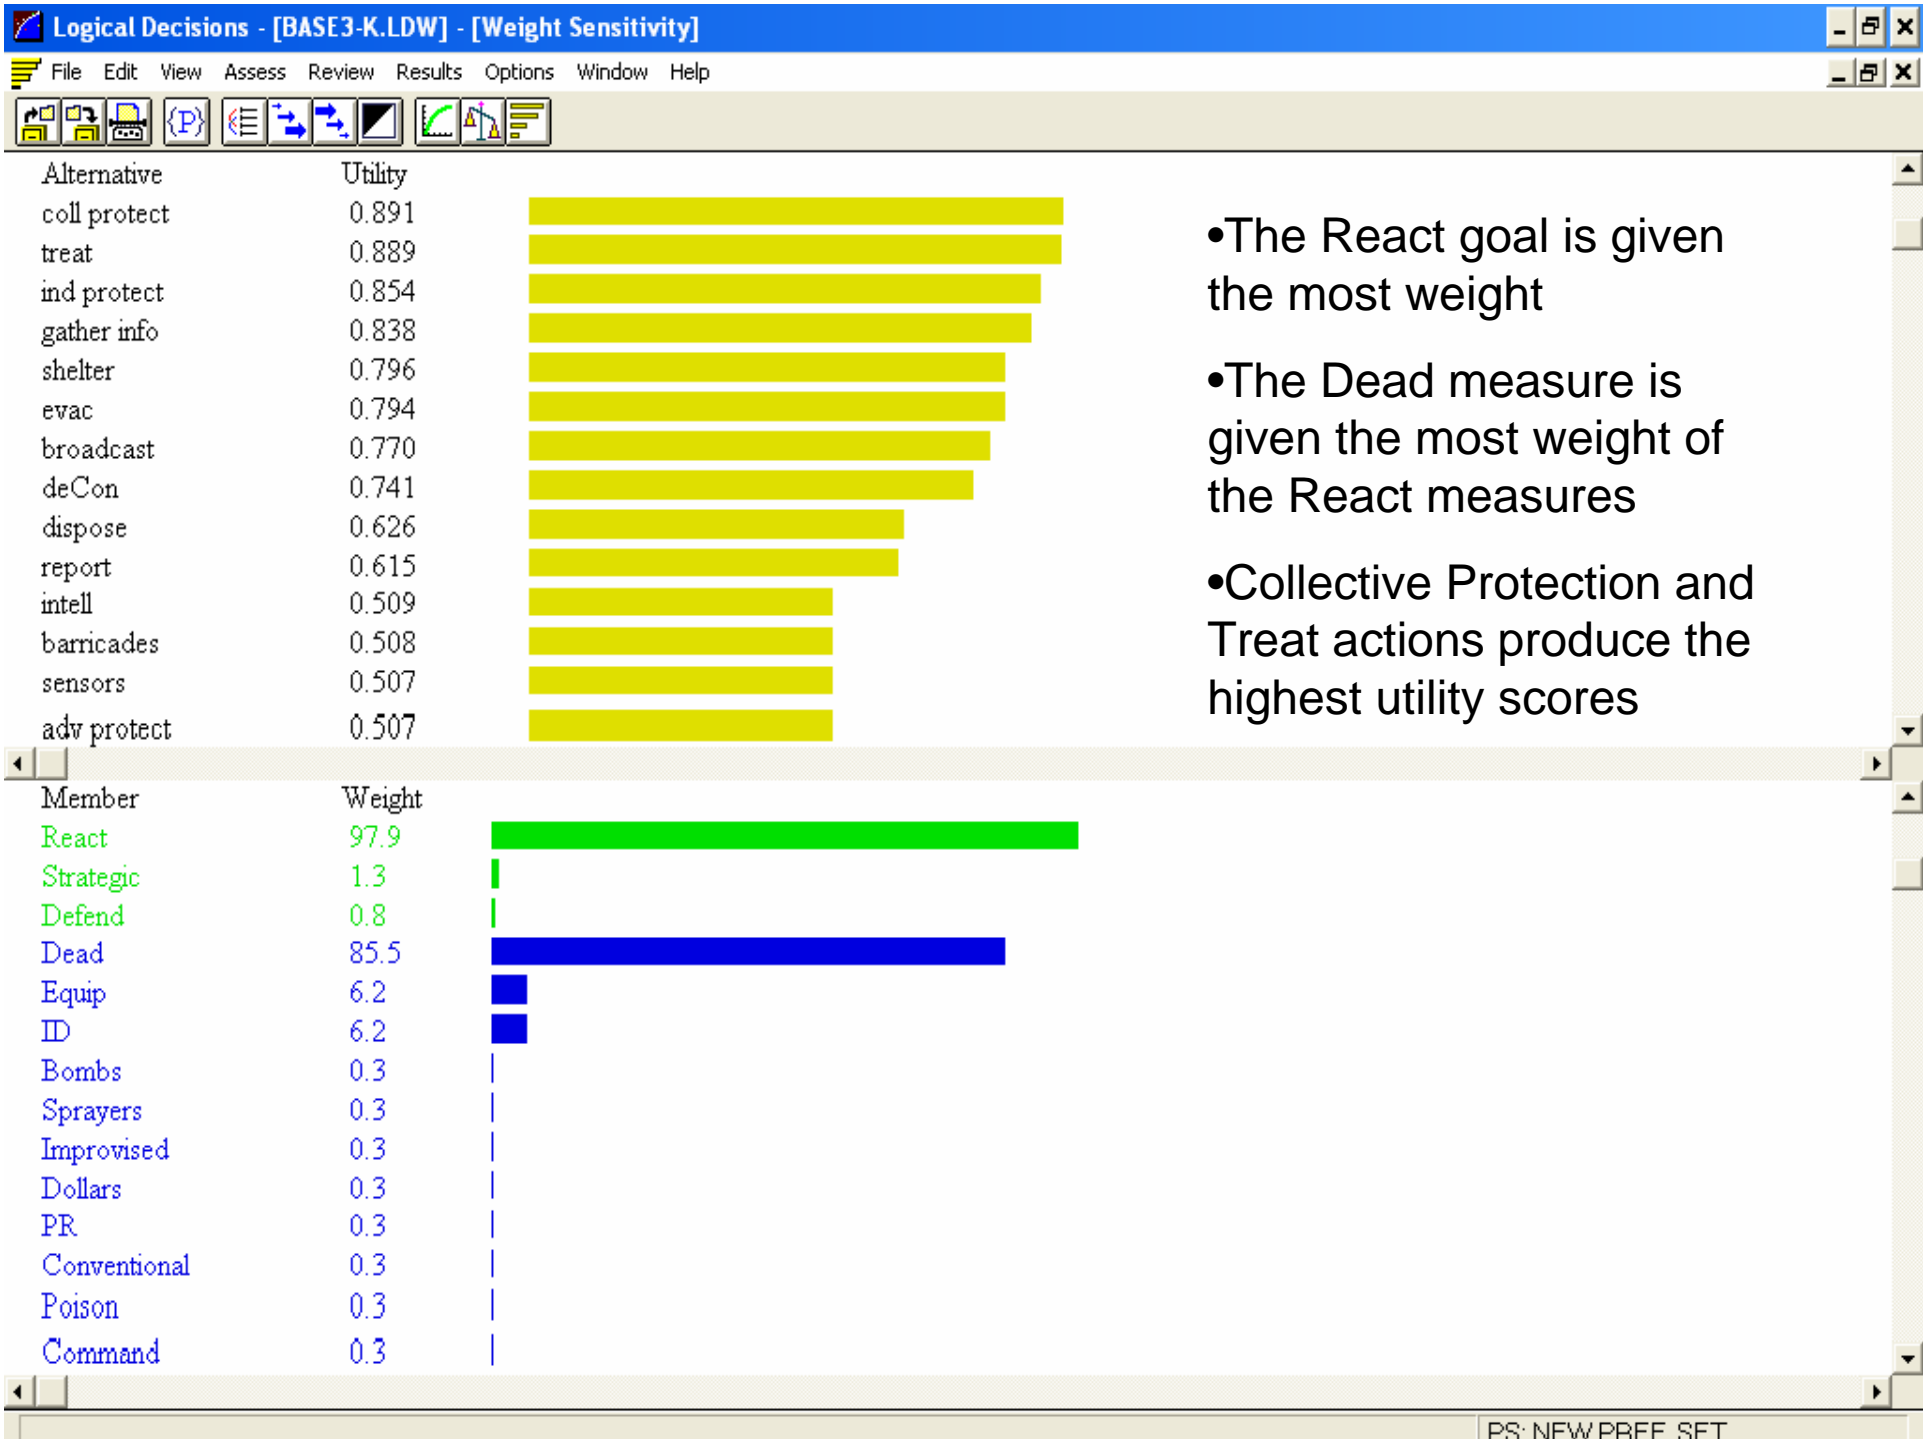 Logical Decisions - [BASE3-K.LDW] - [Weight Sensitivity]
File Edit View Assess Review Results Options Window Help
{P}
Alternative Utility
coll protect 0.891
treat 0.889
ind protect 0.854
gather info 0.838
shelter 0.796
evac 0.794
broadcast 0.770
deCon 0.741
dispose 0.626
report 0.615
intell 0.509
barricades 0.508
sensors 0.507
adv protect 0.507
•The React goal is given
the most weight
•The Dead measure is
given the most weight of
the React measures
•Collective Protection and
Treat actions produce the
highest utility scores
Member Weight
React 97.9
Strategic 1.3
Defend 0.8
Dead 85.5
Equip 6.2
ID 6.2
Bombs 0.3
Sprayers 0.3
Improvised 0.3
Dollars 0.3
PR 0.3
Conventional 0.3
Poison 0.3
Command 0.3
PS: NEW PREF. SET